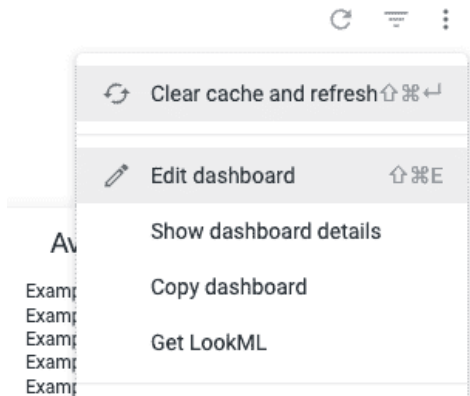 Clear cache and refresh⇧⌘↵
Edit dashboard ⇧⌘E
Show dashboard details
Av
Copy dashboard
Examp
Examp
Get LookML
Examp
Examp
Examp